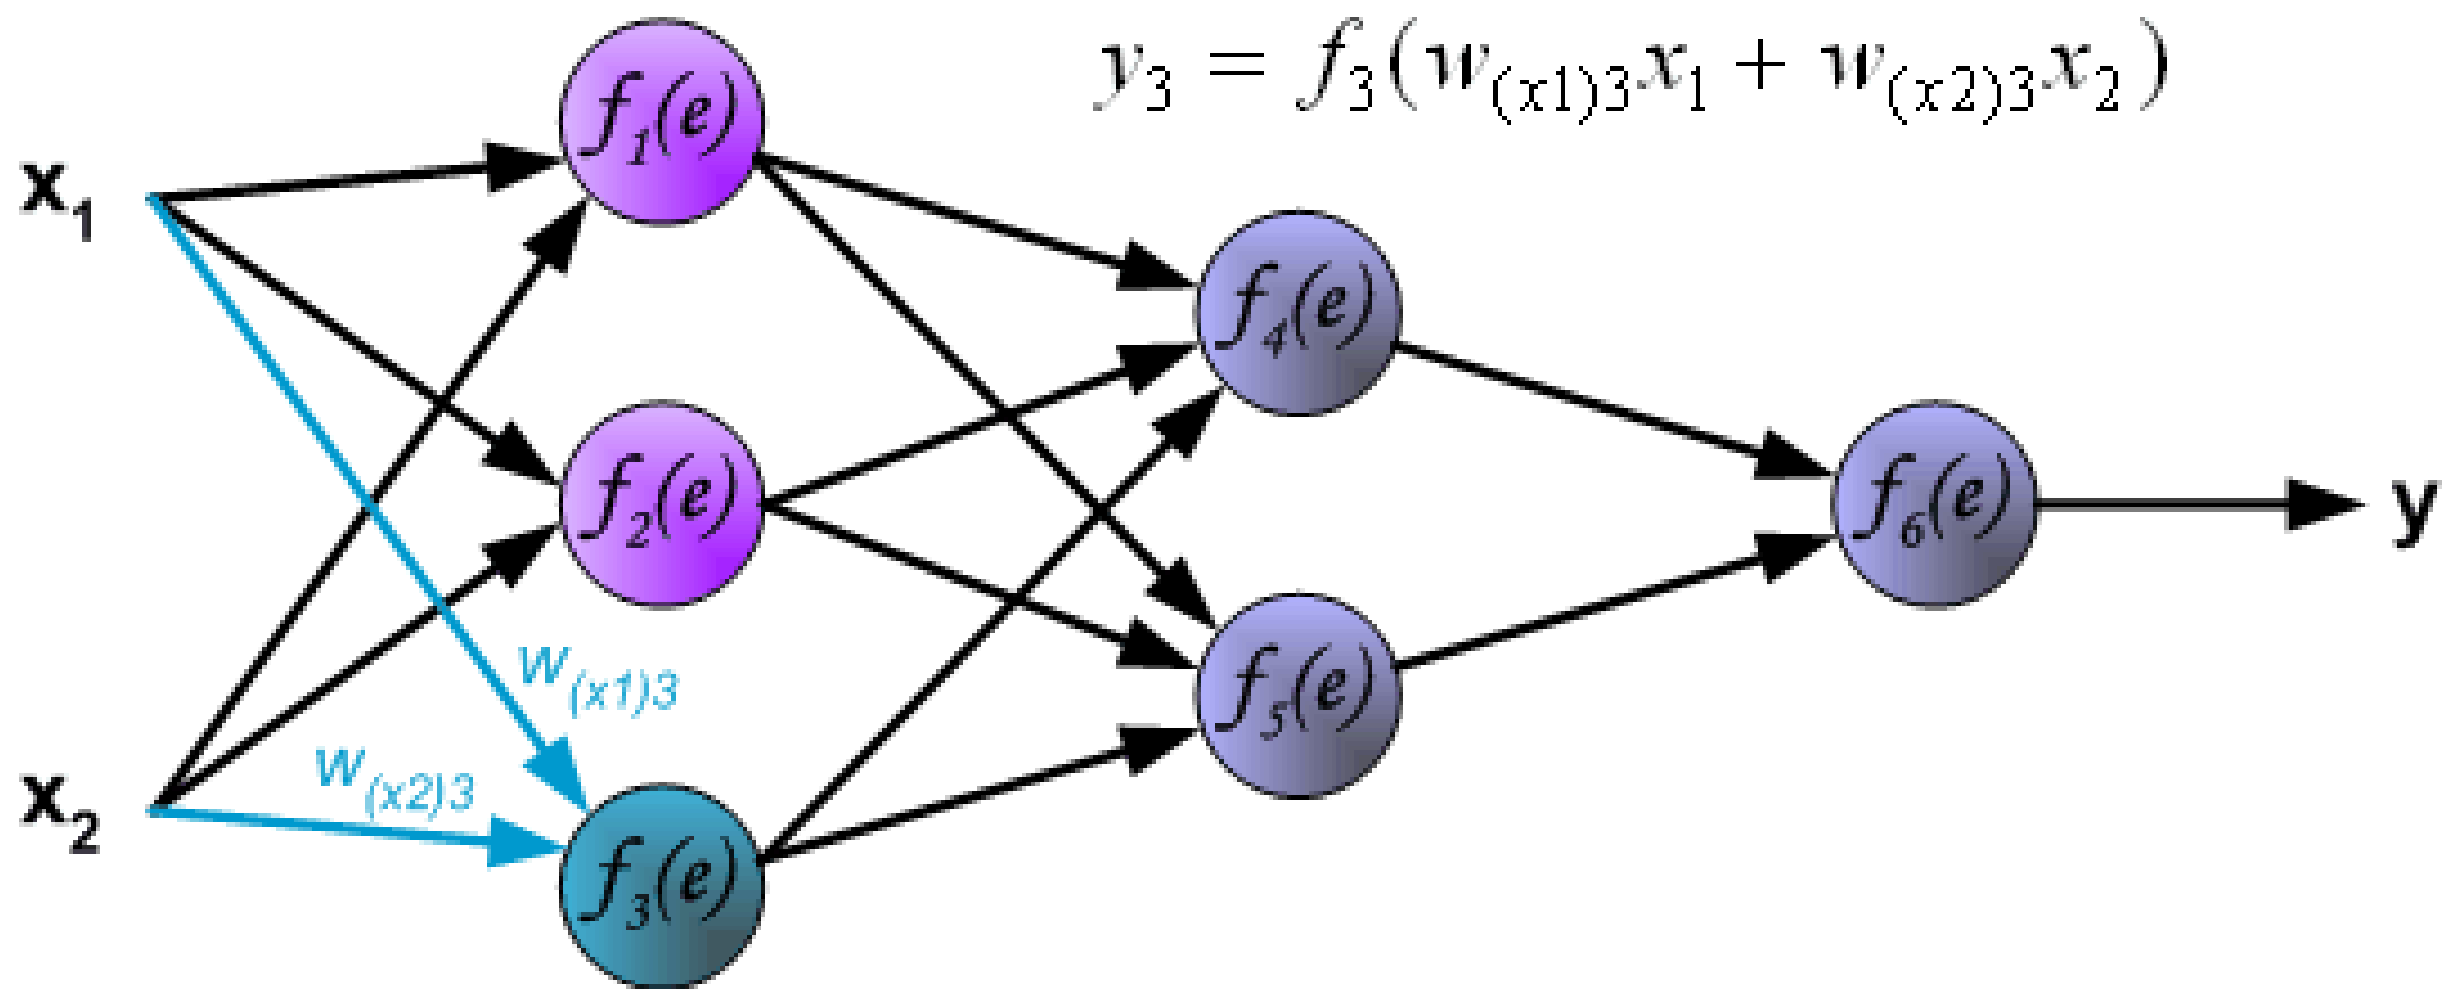 y₃ = f₃(w₍ₓ₁₎₃x₁ + w₍ₓ₂₎₃x₂)
f₁(e)
x₁
f₄(e)
f₂(e)
f₆(e)
y
w₍ₓ₁₎₃
f₅(e)
w₍ₓ₂₎₃
x₂
f₃(e)